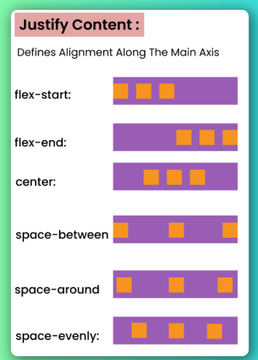 Justify Content :
Defines Alignment Along The Main Axis
flex-start:
flex-end:
center:
space-between
space-around
space-evenly: